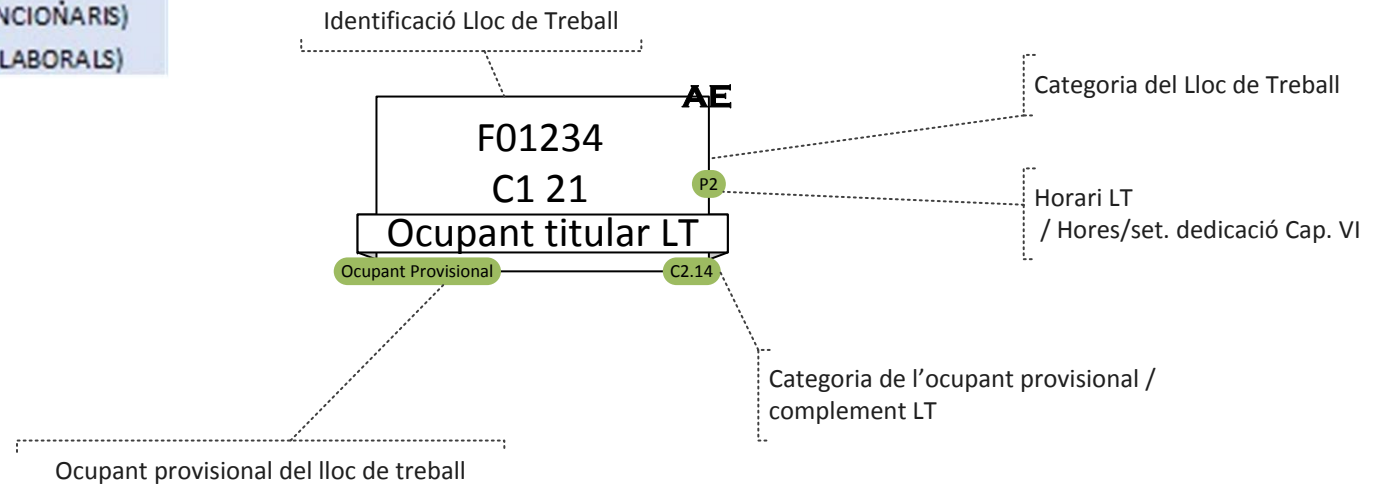 NCIONARIS)
LABORALS)
Identificació Lloc de Treball
AE
Categoria del Lloc de Treball
F01234
C1 21
P2
Horari LT
/ Hores/set. dedicació Cap. VI
Ocupant titular LT
Ocupant Provisional
C2.14
Categoria de l’ocupant provisional /
complement LT
Ocupant provisional del lloc de treball